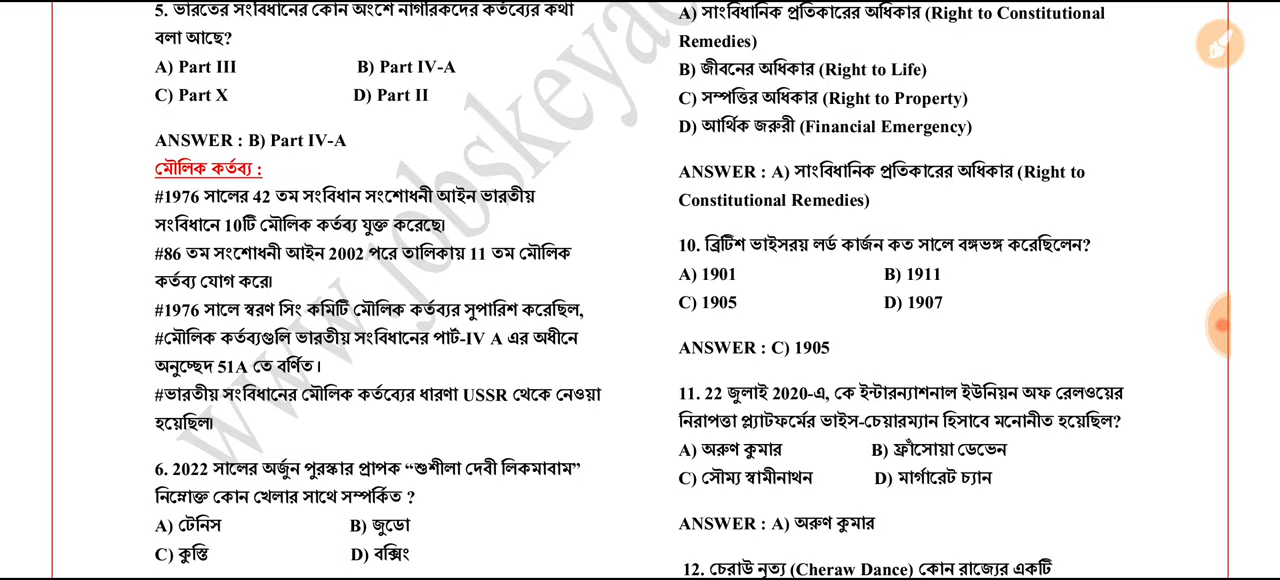 5. ভারতের সংবিধানের কোন অংশে নাগরিকদের কর্তব্যের কথা
বলা আছে?
A) Part III B) Part IV-A
C) Part X D) Part II
ANSWER : B) Part IV-A
মৌলিক কর্তব্য :
#1976 সালের 42 তম সংবিধান সংশোধনী আইন ভারতীয়
সংবিধানে 10টি মৌলিক কর্তব্য যুক্ত করেছে।
#86 তম সংশোধনী আইন 2002 পরে তালিকায় 11 তম মৌলিক
কর্তব্য যোগ করে।
#1976 সালে স্বরণ সিং কমিটি মৌলিক কর্তব্যর সুপারিশ করেছিল,
#মৌলিক কর্তব্যগুলি ভারতীয় সংবিধানের পার্ট-IV A এর অধীনে
অনুচ্ছেদ 51A তে বর্ণিত।
#ভারতীয় সংবিধানের মৌলিক কর্তব্যের ধারণা USSR থেকে নেওয়া
হয়েছিল।
6. 2022 সালের অর্জুন পুরস্কার প্রাপক “শুশীলা দেবী লিকমাবাম”
নিম্নোক্ত কোন খেলার সাথে সম্পর্কিত ?
A) টেনিস B) জুডো
C) কুস্তি D) বক্সিং
A) সাংবিধানিক প্রতিকারের অধিকার (Right to Constitutional
Remedies)
B) জীবনের অধিকার (Right to Life)
C) সম্পত্তির অধিকার (Right to Property)
D) আর্থিক জরুরী (Financial Emergency)
ANSWER : A) সাংবিধানিক প্রতিকারের অধিকার (Right to
Constitutional Remedies)
10. ব্রিটিশ ভাইসরয় লর্ড কার্জন কত সালে বঙ্গভঙ্গ করেছিলেন?
A) 1901 B) 1911
C) 1905 D) 1907
ANSWER : C) 1905
11. 22 জুলাই 2020-এ, কে ইন্টারন্যাশনাল ইউনিয়ন অফ রেলওয়ের
নিরাপত্তা প্ল্যাটফর্মের ভাইস-চেয়ারম্যান হিসাবে মনোনীত হয়েছিল?
A) অরুণ কুমার B) ফ্রাঁসোয়া ডেভেন
C) সৌম্য স্বামীনাথন D) মার্গারেট চ্যান
ANSWER : A) অরুণ কুমার
12. চেরাউ নৃত্য (Cheraw Dance) কোন রাজ্যের একটি
www.jobskeya